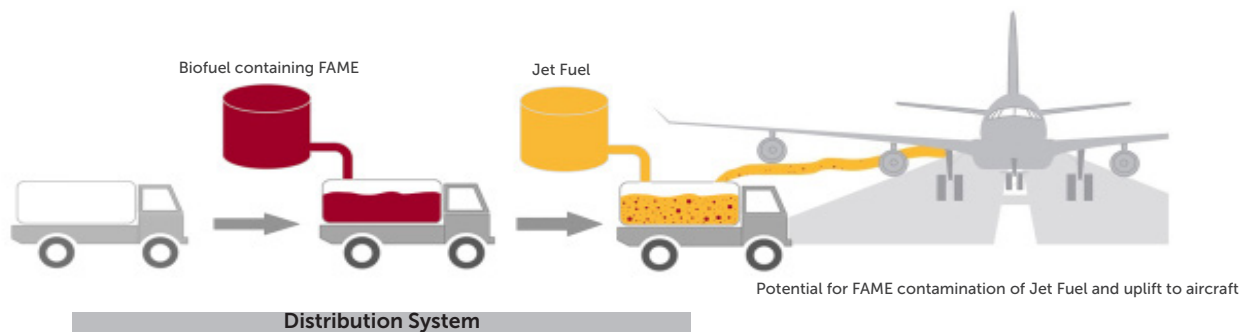 Biofuel containing FAME
Jet Fuel
Potential for FAME contamination of Jet Fuel and uplift to aircraft
Distribution System